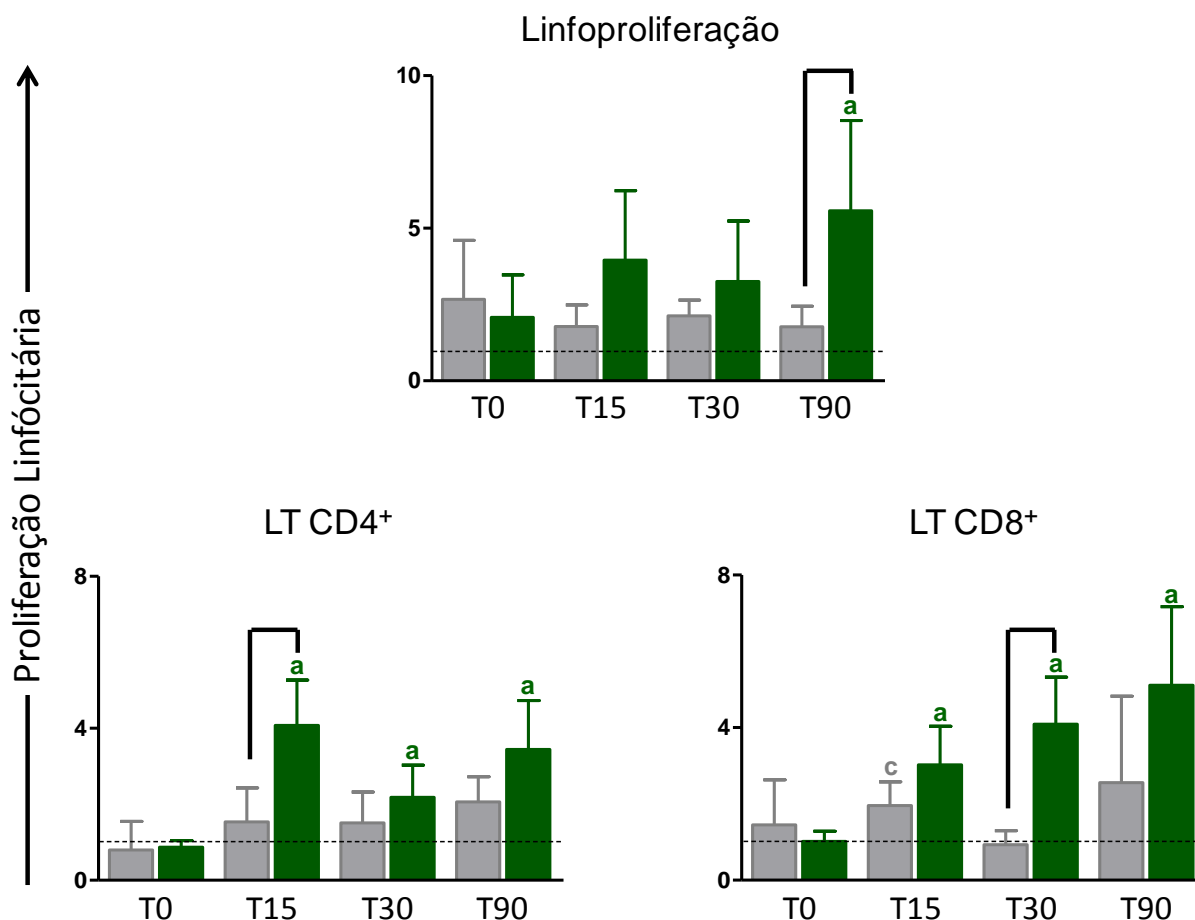 Linfoproliferação
Proliferação Linfócitária
10
5
0
a
T0 T15 T30 T90
LT CD4+
8
4
0
a a a
T0 T15 T30 T90
LT CD8+
8
4
0
c a a a
T0 T15 T30 T90